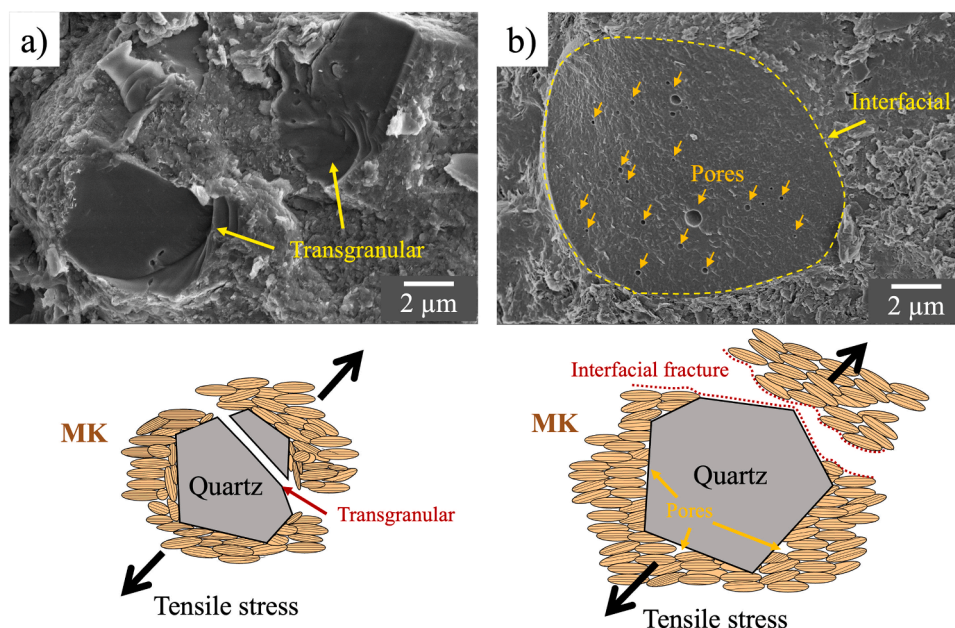 a)
Transgranular
2 µm
b)
Interfacial
Pores
2 µm
MK
Quartz
Transgranular
Tensile stress
Interfacial fracture
MK
Quartz
Pores
Tensile stress